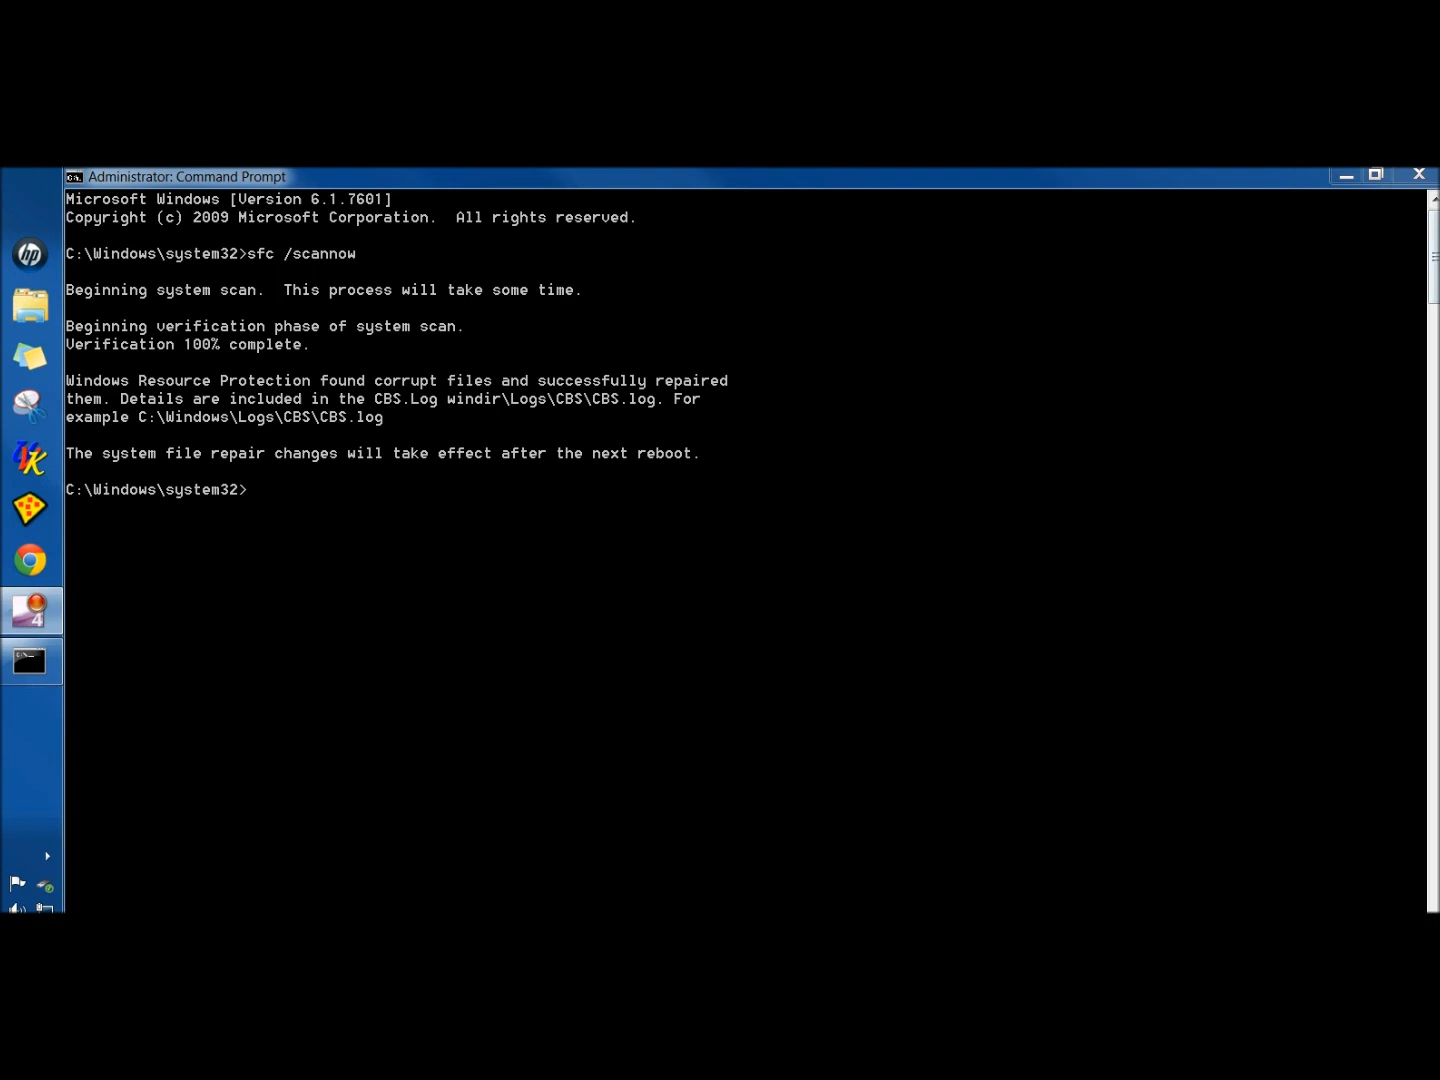 Administrator: Command Prompt
Microsoft Windows [Version 6.1.7601]
Copyright (c) 2009 Microsoft Corporation.  All rights reserved.
C:\Windows\system32>sfc /scannow
Beginning system scan.  This process will take some time.
Beginning verification phase of system scan.
Verification 100% complete.
Windows Resource Protection found corrupt files and successfully repaired
them. Details are included in the CBS.Log windir\Logs\CBS\CBS.log. For
example C:\Windows\Logs\CBS\CBS.log
The system file repair changes will take effect after the next reboot.
C:\Windows\system32>
hp
K
4
C:\_